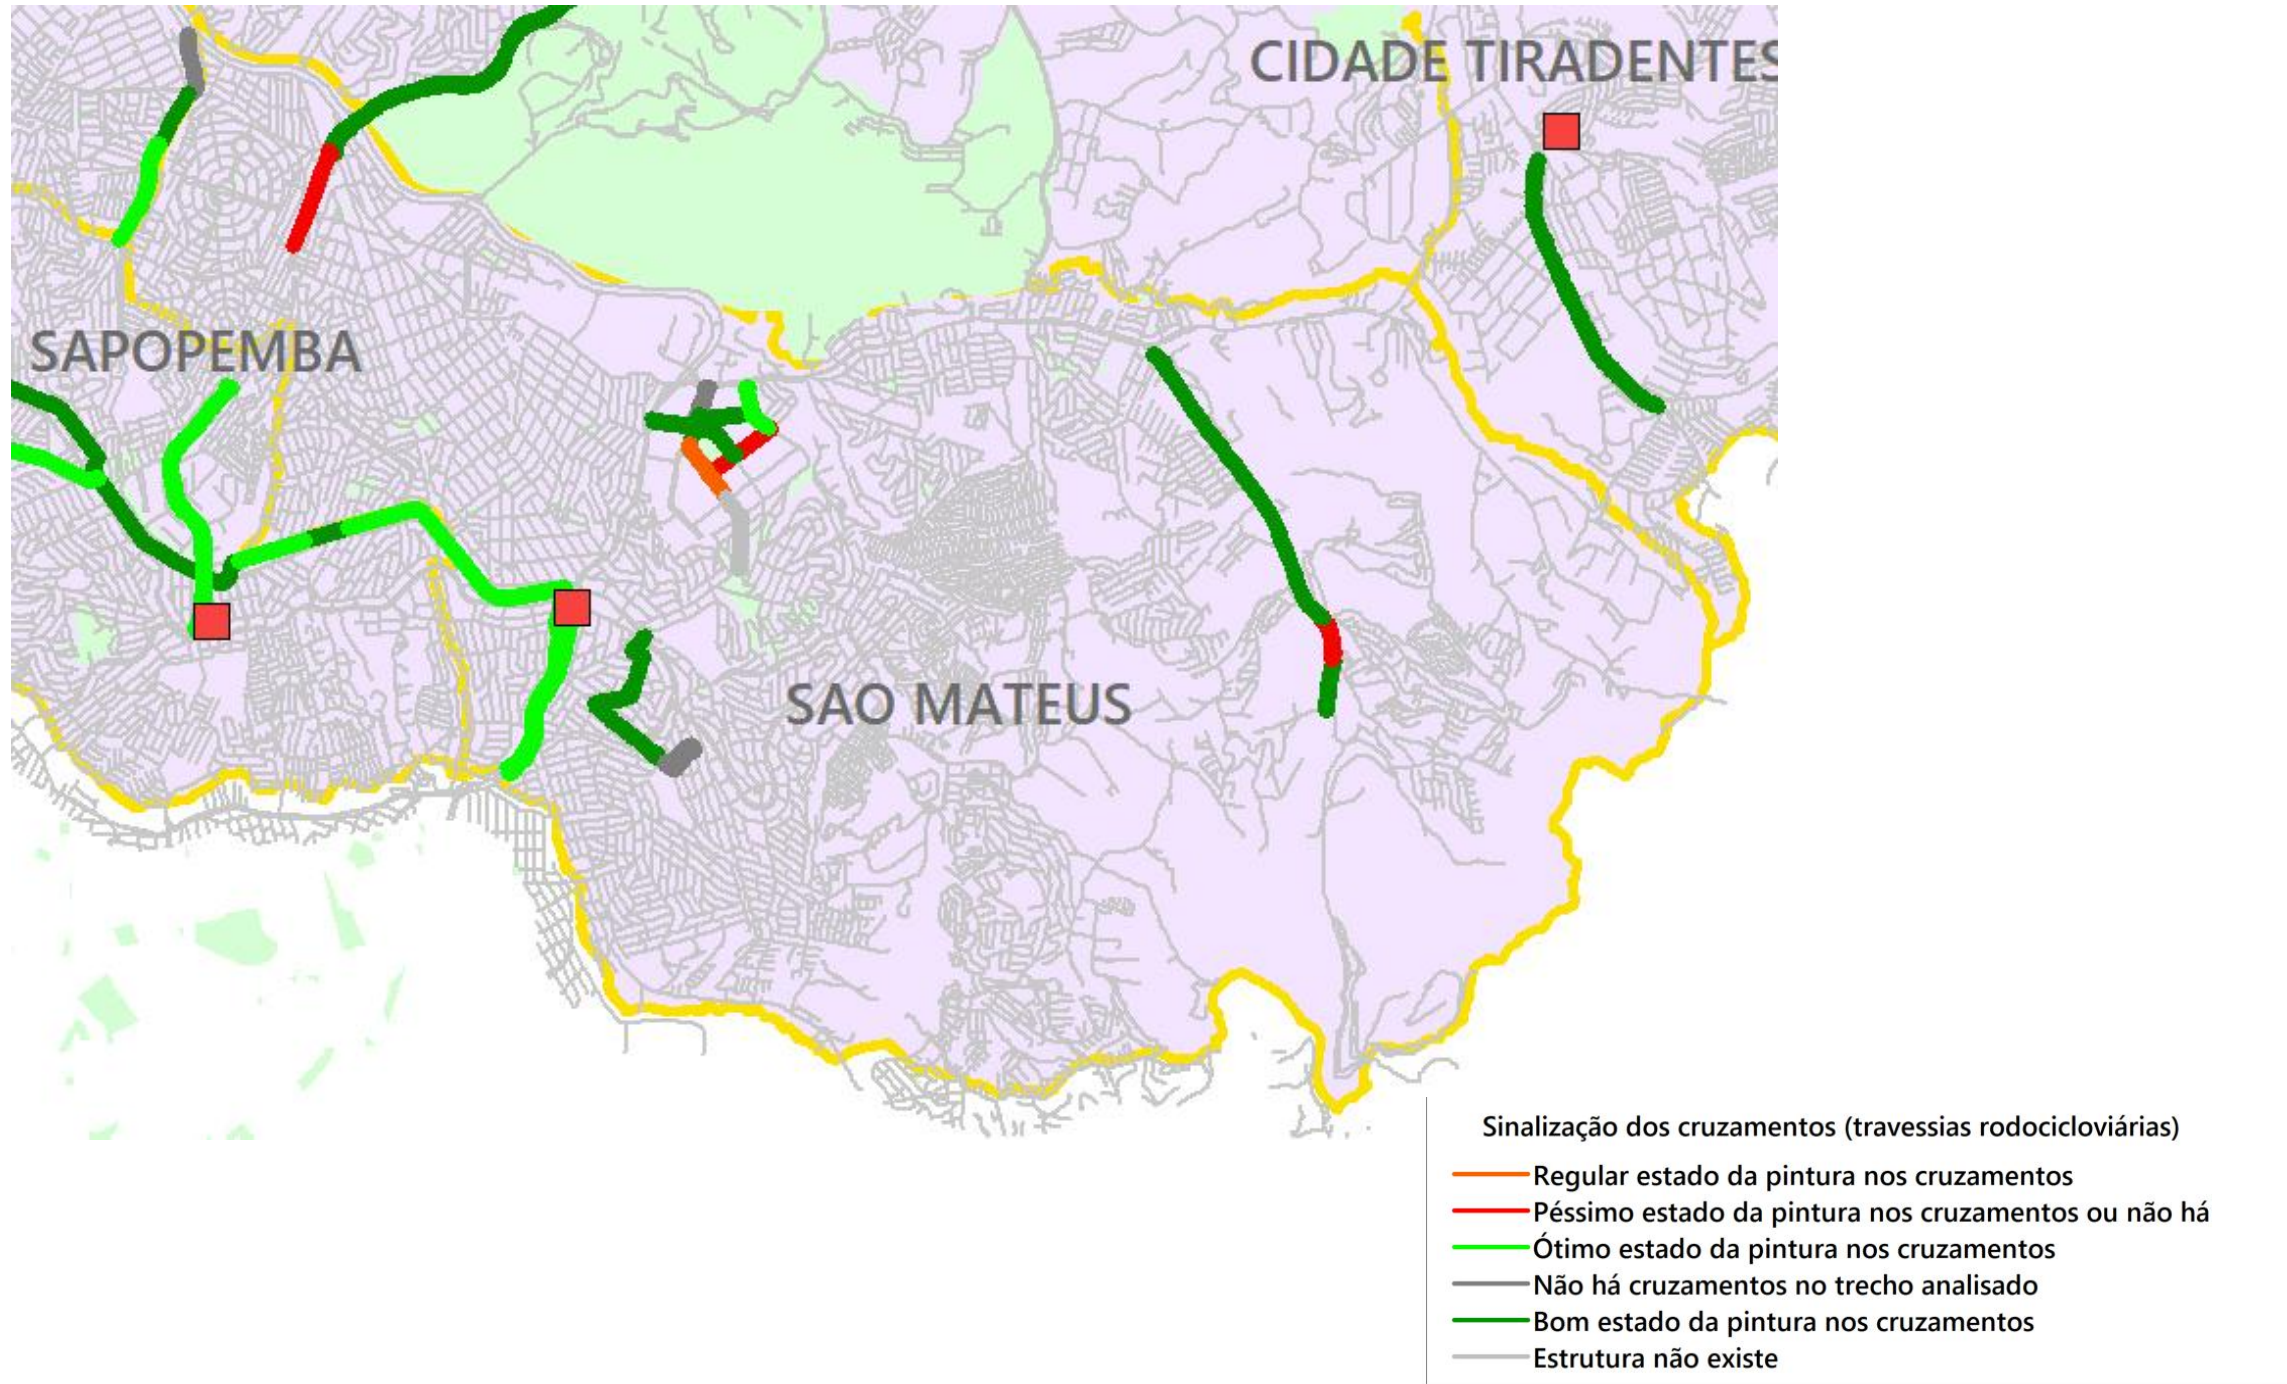 CIDADE TIRADENTES
SAPOPEMBA
SAO MATEUS
Sinalização dos cruzamentos (travessias rodocicloviárias)
Regular estado da pintura nos cruzamentos
Péssimo estado da pintura nos cruzamentos ou não há
Ótimo estado da pintura nos cruzamentos
Não há cruzamentos no trecho analisado
Bom estado da pintura nos cruzamentos
Estrutura não existe